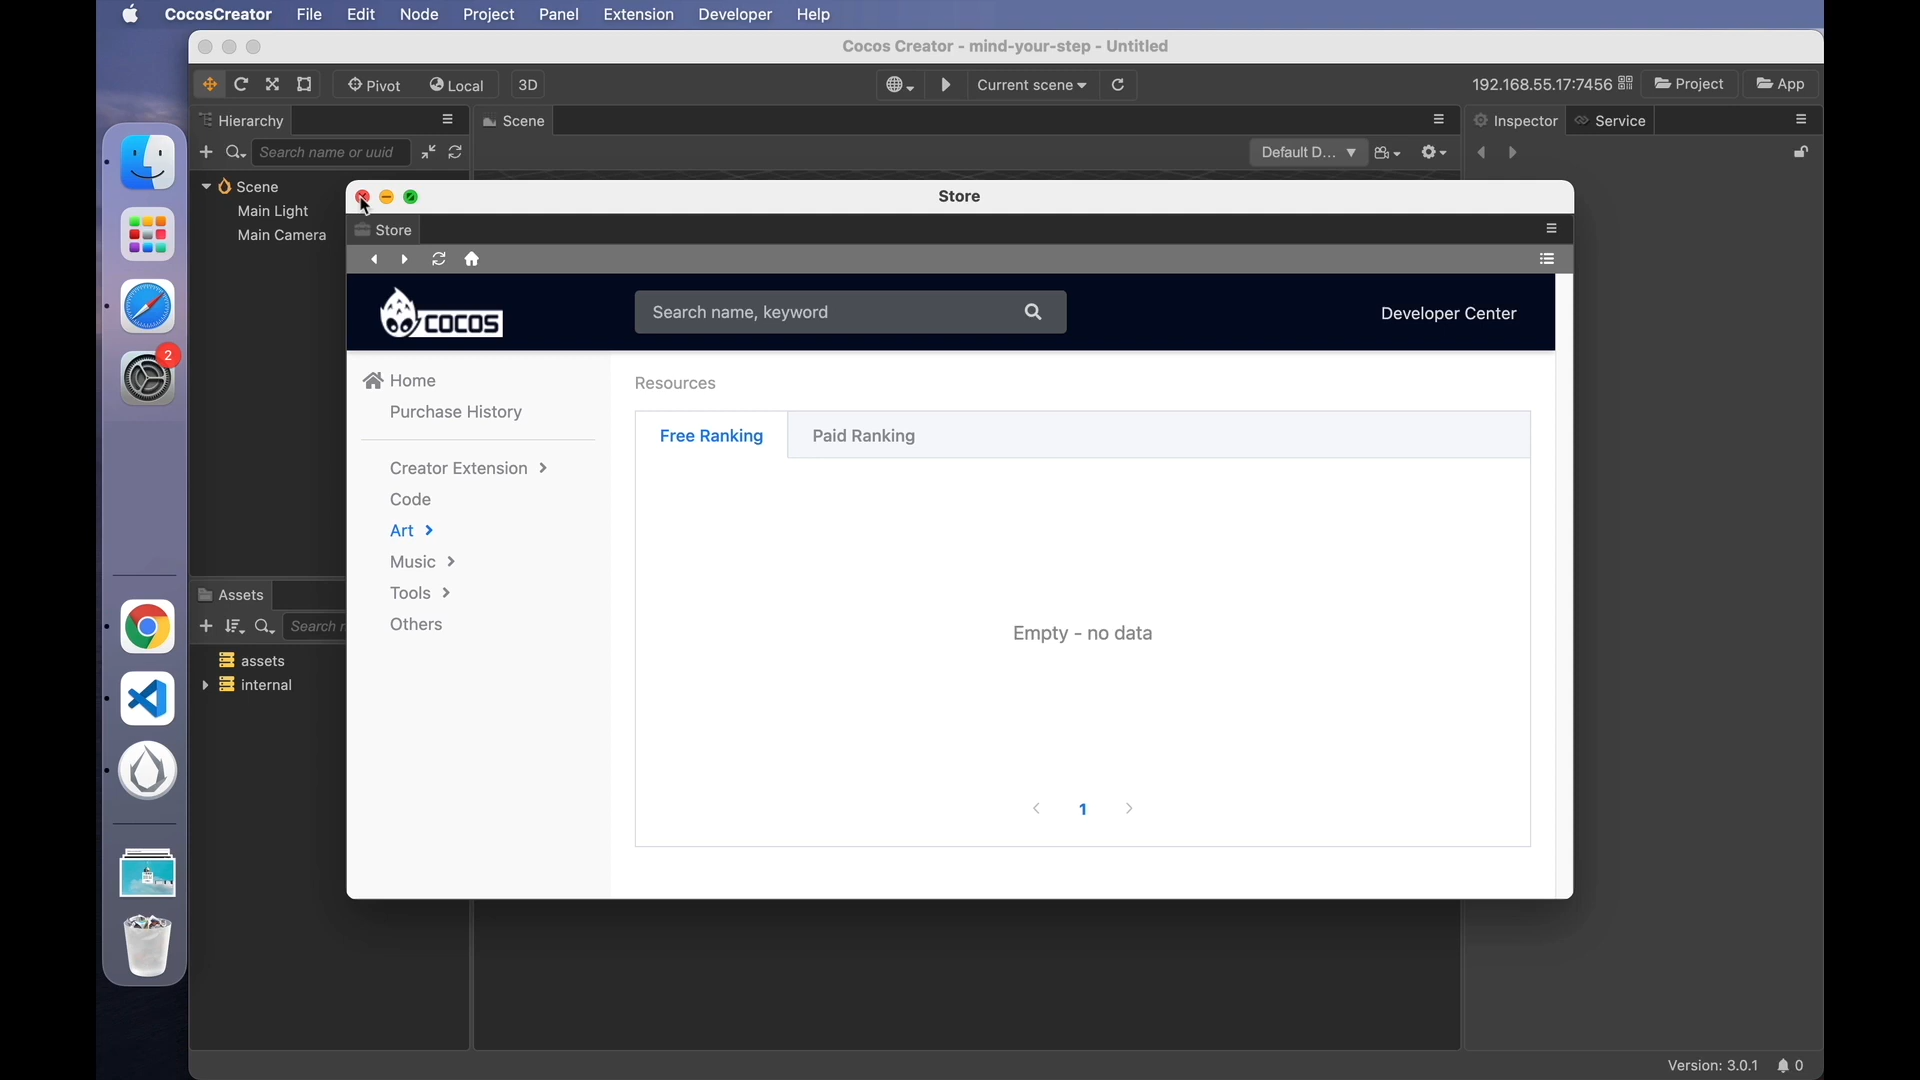 CocosCreator File Edit Node Project Panel Extension Developer Help
Cocos Creator - mind-your-step - Untitled
Pivot Local 3D Current scene 192.168.55.17:7456 Project App
Hierarchy Scene Inspector Service
Search name or uuid Default D...
Scene
Main Light
Main Camera
Store
Store
COCOS Search name, keyword Developer Center
Home
Purchase History
Creator Extension
Code
Art
Music
Tools
Others
Resources
Free Ranking Paid Ranking
Empty - no data
1
2
Assets
Search
assets
internal
Version: 3.0.1 0